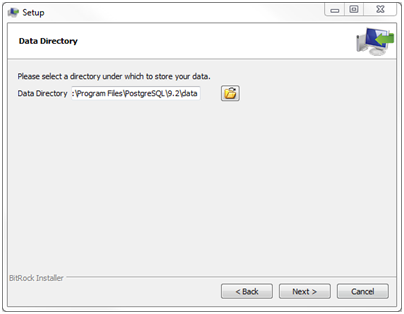 Setup
Data Directory
Please select a directory under which to store your data.
Data Directory :\Program Files\PostgreSQL\9.2\data
BitRock Installer
< Back Next > Cancel